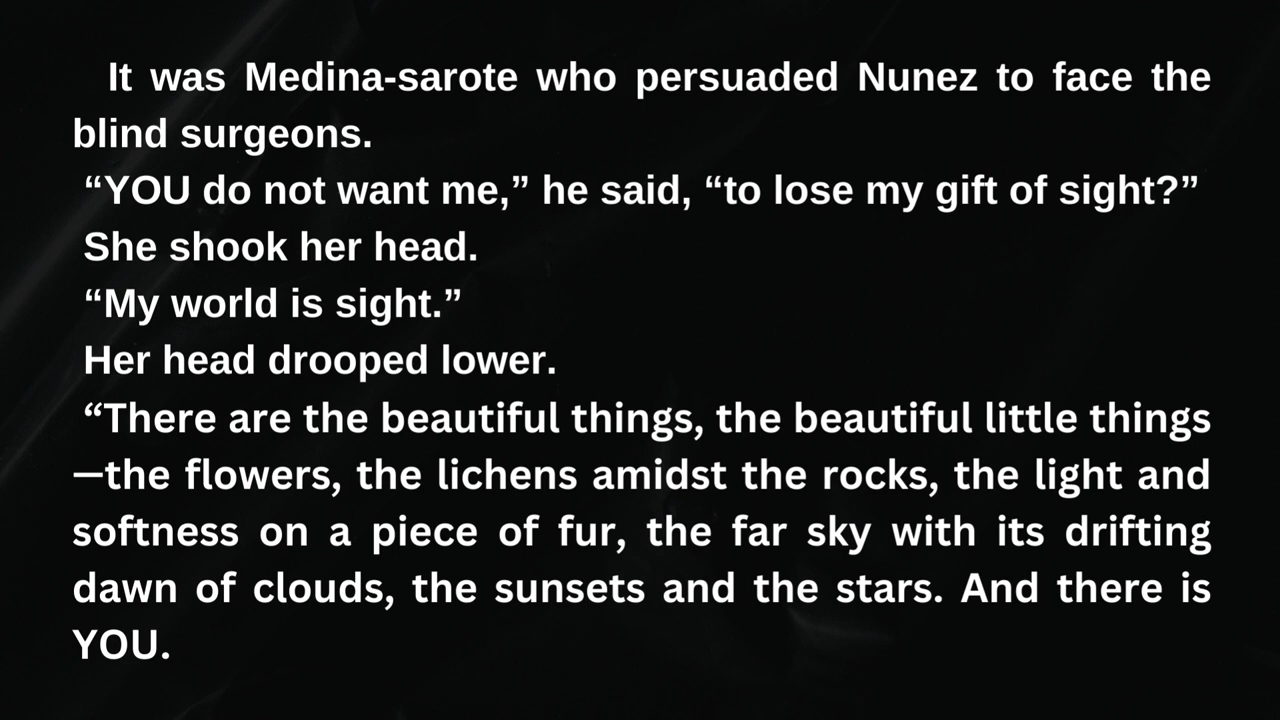 It was Medina-sarote who persuaded Nunez to face the
blind surgeons.
“YOU do not want me,” he said, “to lose my gift of sight?”
She shook her head.
“My world is sight.”
Her head drooped lower.
“There are the beautiful things, the beautiful little things
—the flowers, the lichens amidst the rocks, the light and
softness on a piece of fur, the far sky with its drifting
dawn of clouds, the sunsets and the stars. And there is
YOU.